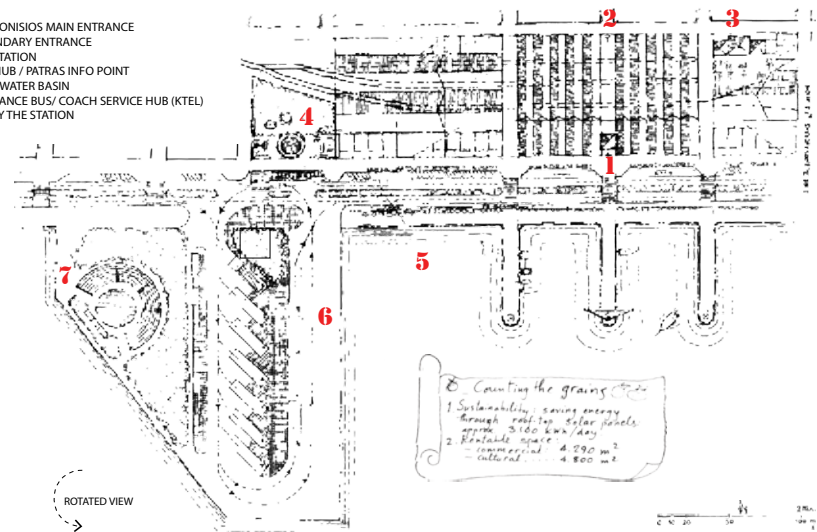 ONISIOS MAIN ENTRANCE
NDARY ENTRANCE
TATION
HUB / PATRAS INFO POINT
WATER BASIN
ANCE BUS/ COACH SERVICE HUB (KTEL)
Y THE STATION
2
3
4
1
5
7
6
Counting the grains
1. Sustainability: saving energy
through roof-top solar panels
approx 3100 kwh/day
2. Rentable space:
- commercial: 4.290 m²
- cultural ..... 4.800 m²
ROTATED VIEW